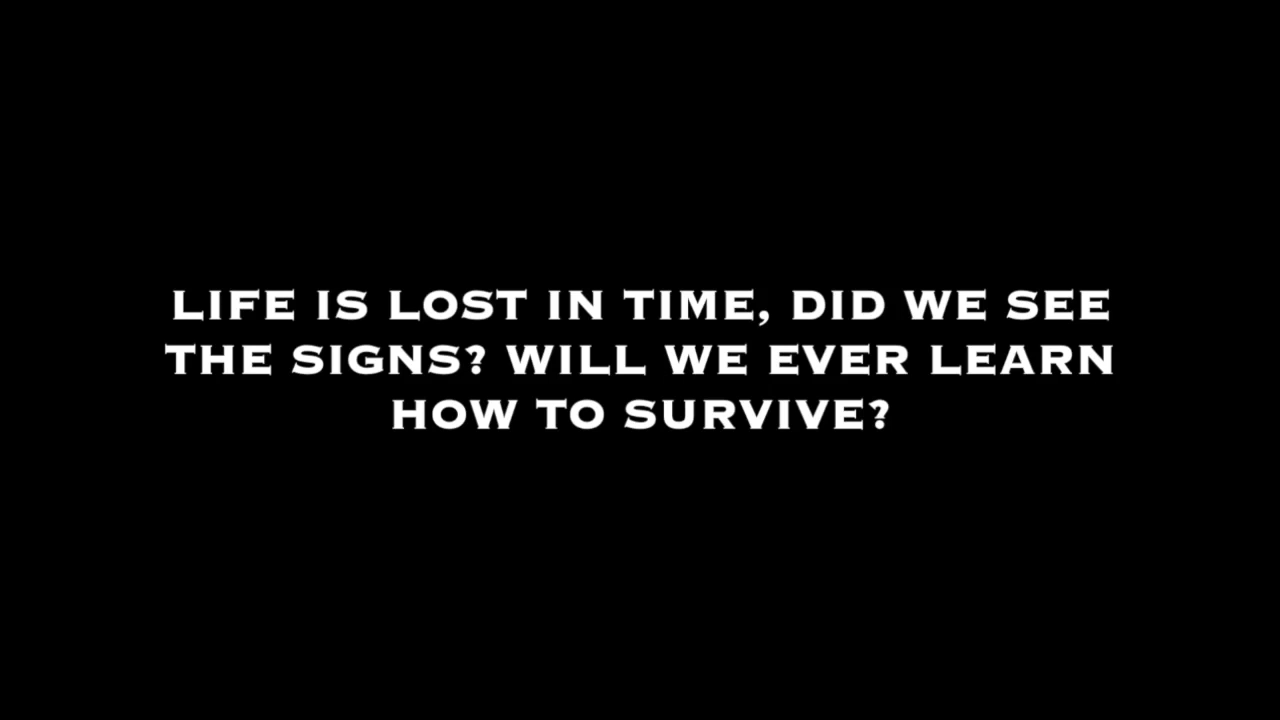 LIFE IS LOST IN TIME, DID WE SEE
THE SIGNS? WILL WE EVER LEARN
HOW TO SURVIVE?